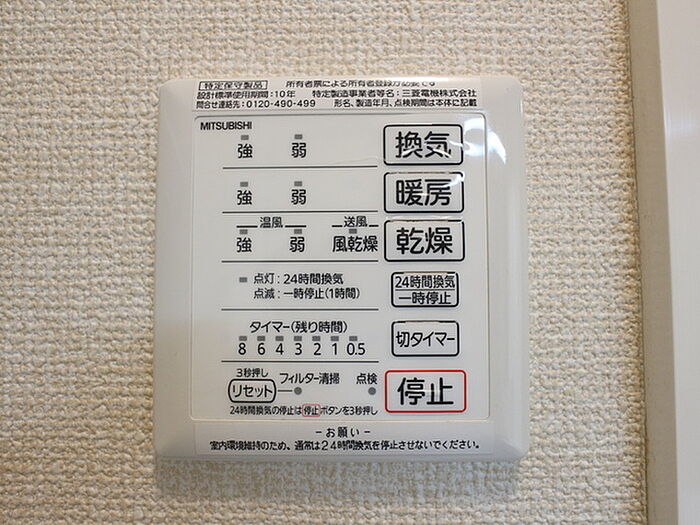 特定保守製品 所有者票による所有者登録が必要です
設計標準使用期間：10年 特定製造事業者等名：三菱電機株式会社
問合せ連絡先：0120-490-499 形名、製造年月、点検期間は本体に記載
MITSUBISHI
強 弱 換気
強 弱 暖房
温風 送風
強 弱 風乾燥 乾燥
点灯：24時間換気
点滅：一時停止(1時間)
24時間換気
一時停止
タイマー(残り時間)
8 6 4 3 2 1 0.5
切タイマー
3秒押し
リセット フィルター清掃 点検
停止
24時間換気の停止は停止ボタンを3秒押し
－お願い－
室内環境維持のため、通常は24時間換気を停止させないでください。